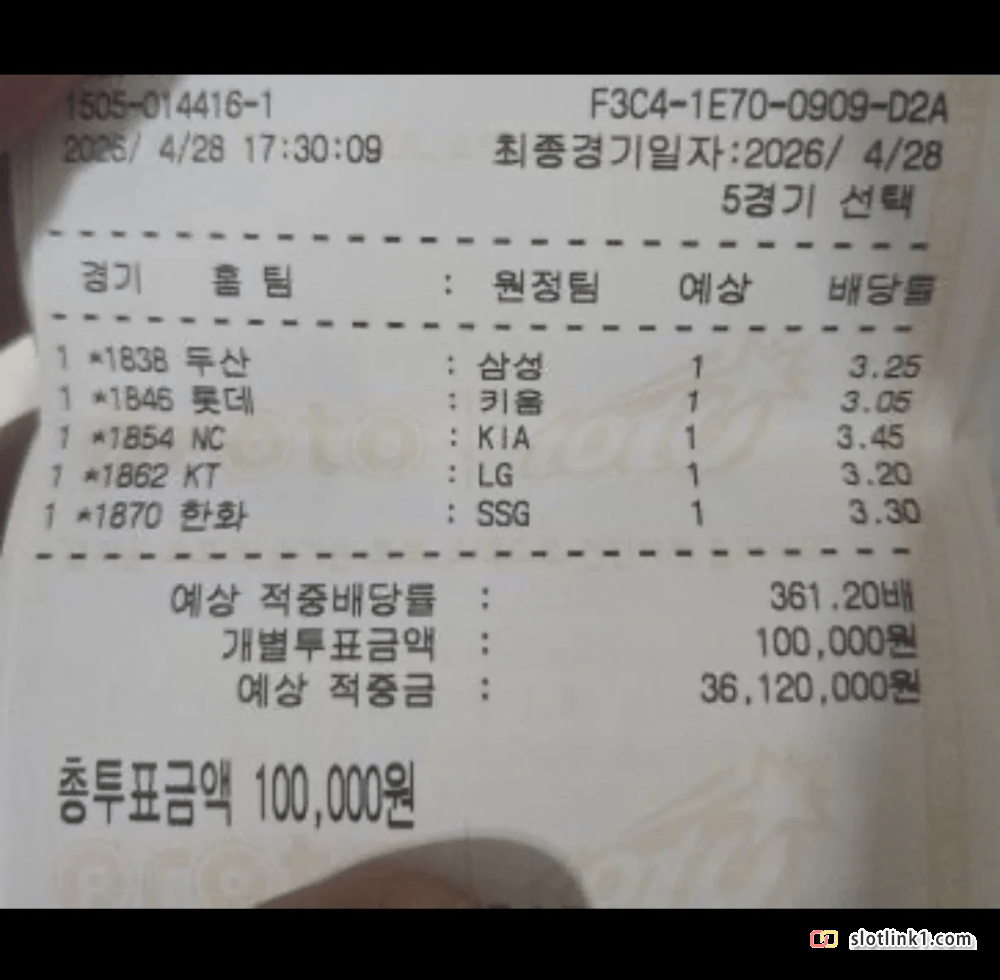 1505-014416-1 F3C4-1E70-0909-D2A
2026/ 4/28 17:30:09 최종경기일자:2026/ 4/28
5경기 선택
경기 홈 팀 : 원정팀 예상 배당률
1 *1838 두산 : 삼성 1 3.25
1 *1846 롯데 : 키움 1 3.05
1 *1854 NC : KIA 1 3.45
1 *1862 KT : LG 1 3.20
1 *1870 한화 : SSG 1 3.30
예상 적중배당률 : 361.20배
개별투표금액 : 100,000원
예상 적중금 : 36,120,000원
총투표금액 100,000원
slotlink1.com